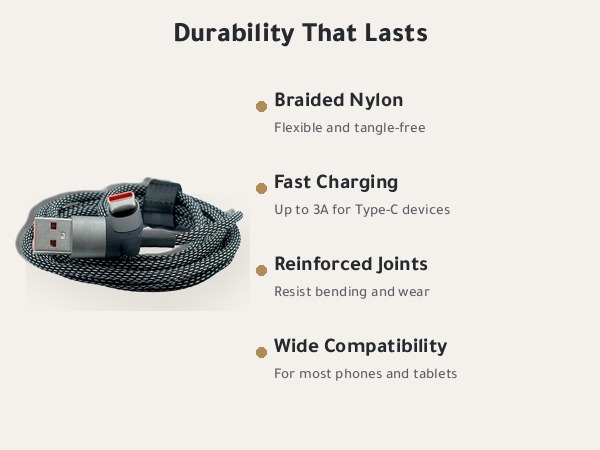 Durability That Lasts
Braided Nylon
Flexible and tangle-free
Fast Charging
Up to 3A for Type-C devices
Reinforced Joints
Resist bending and wear
Wide Compatibility
For most phones and tablets